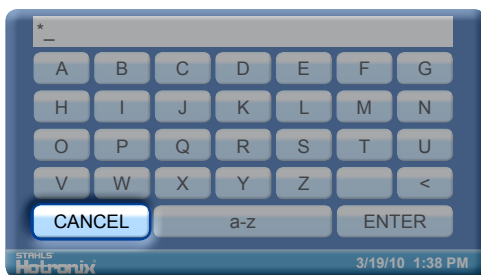 *_
A B C D E F G
H I J K L M N
O P Q R S T U
V W X Y Z <
CANCEL a-z ENTER
STAHLS
Hotronix 3/19/10 1:38 PM